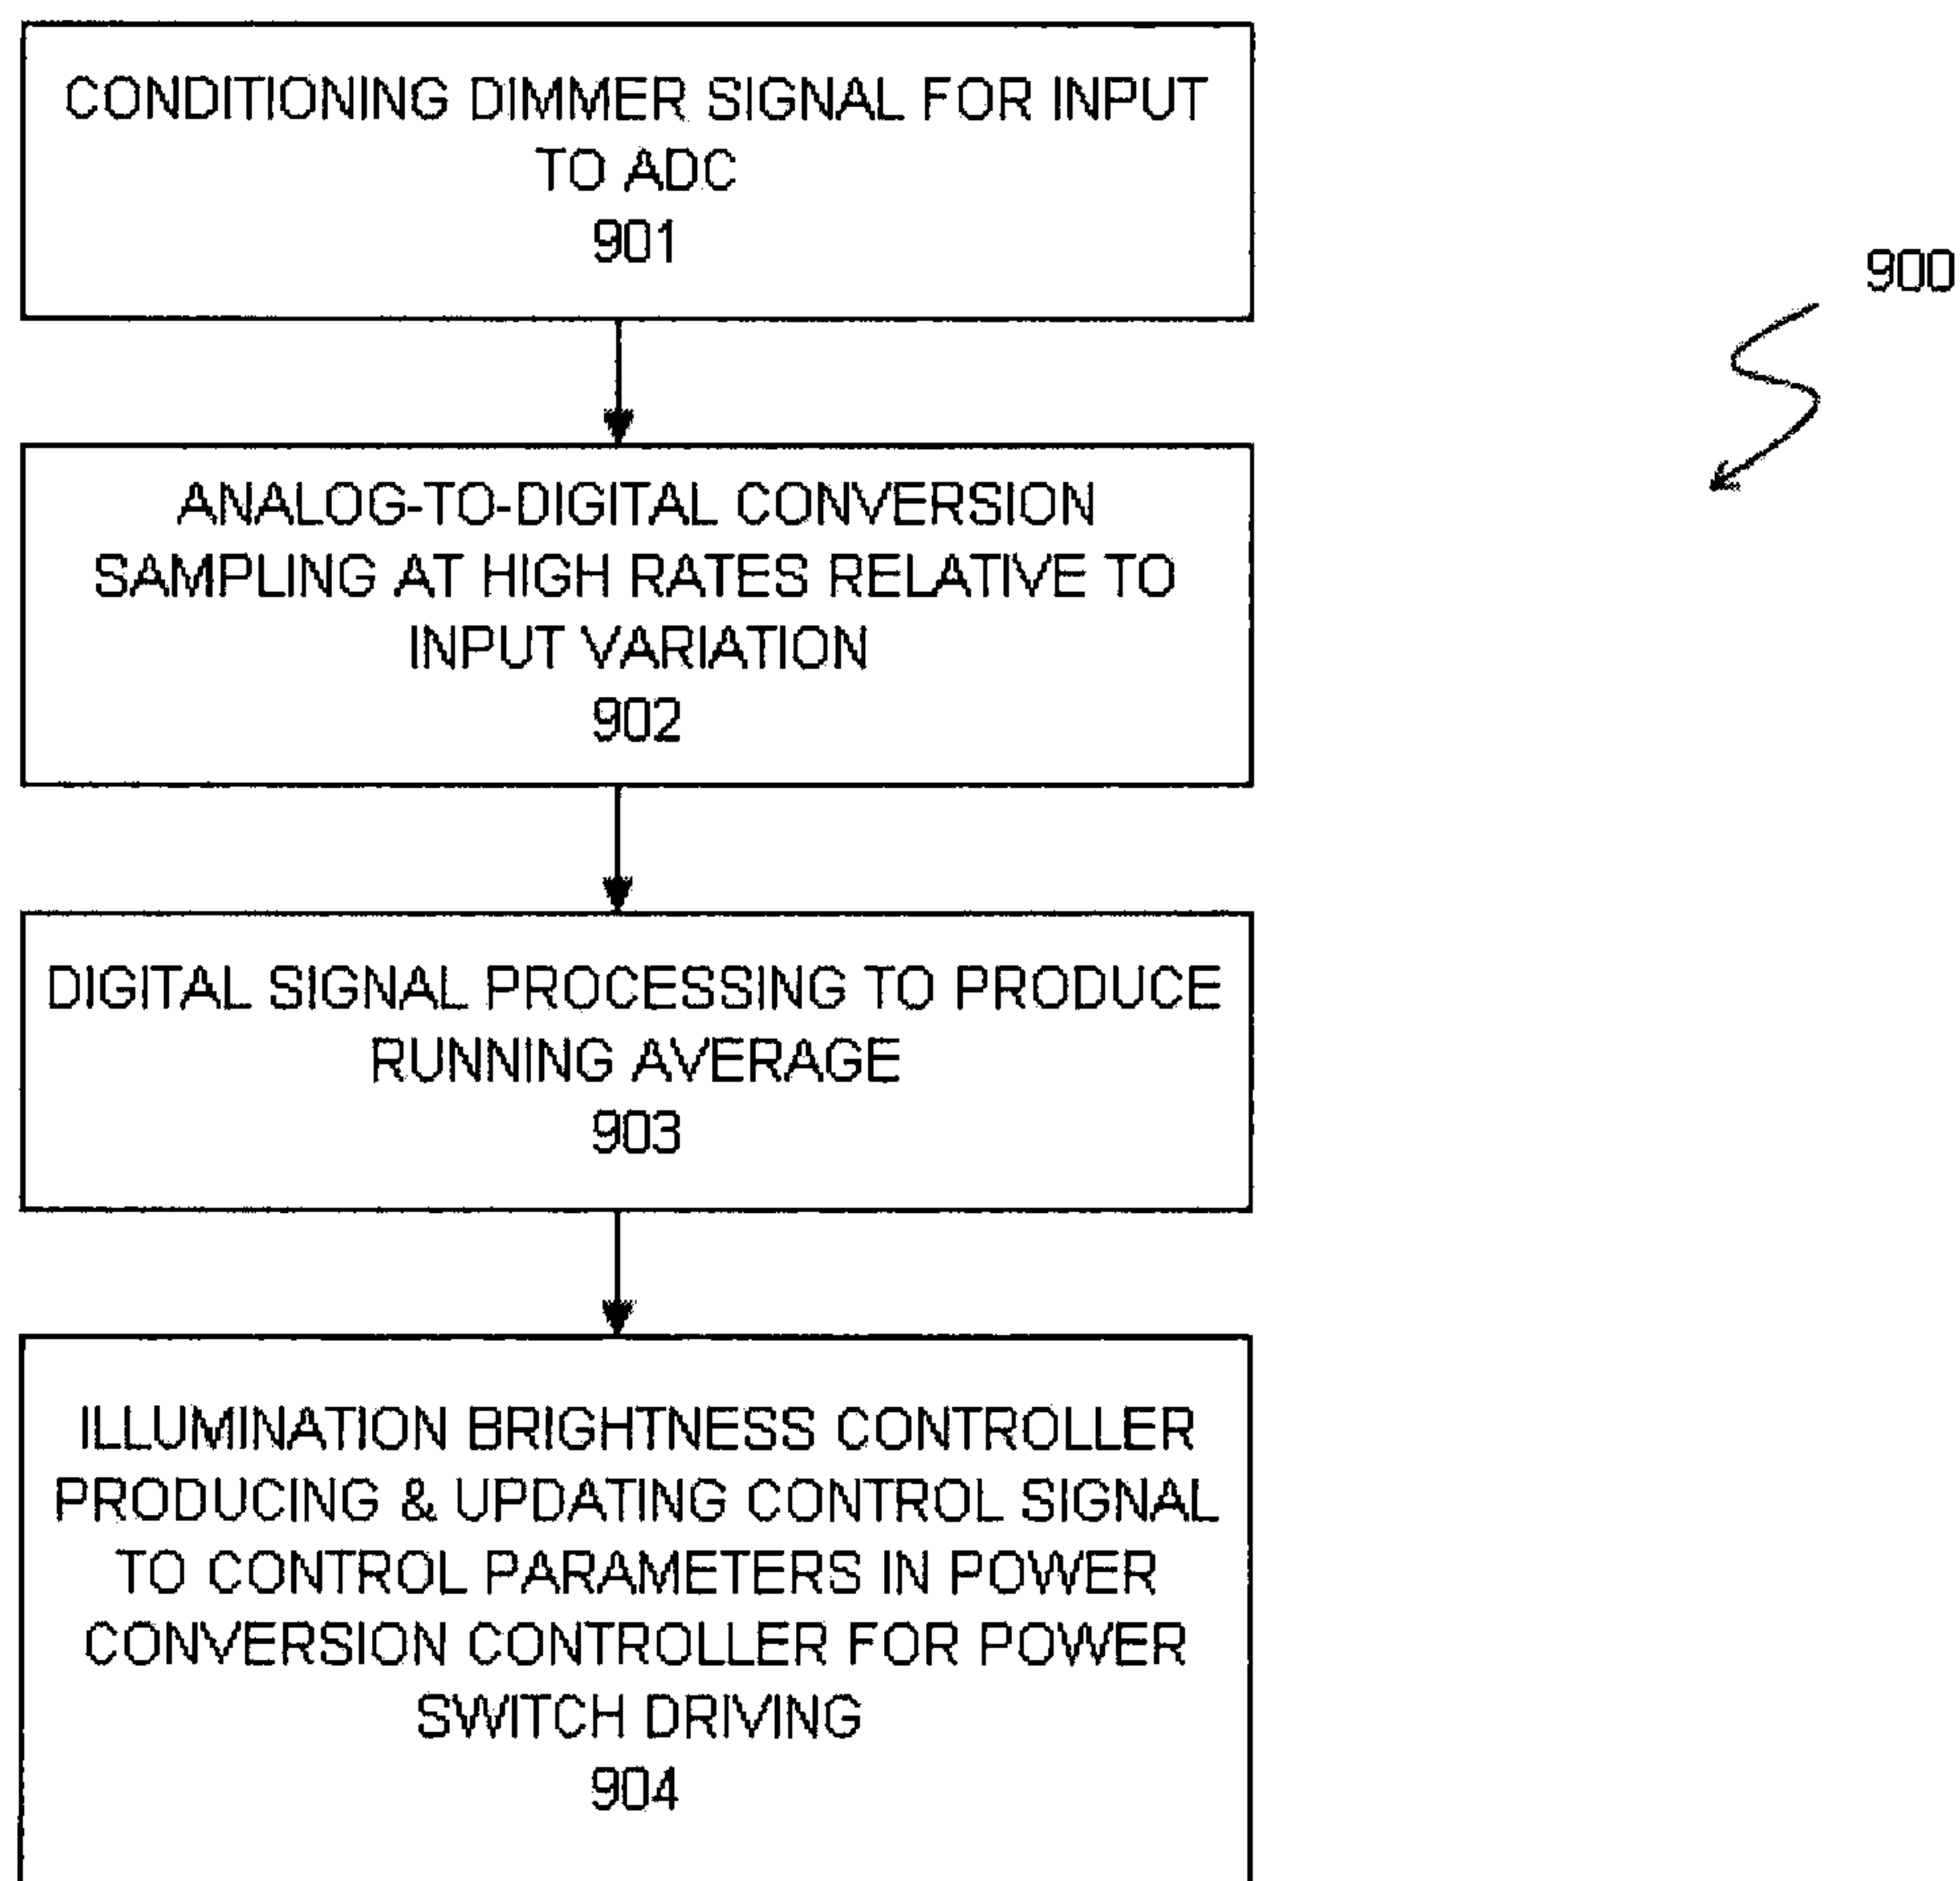 CONDITIONING DIMMER SIGNAL FOR INPUT
TO ADC
901
900
ANALOG-TO-DIGITAL CONVERSION
SAMPLING AT HIGH RATES RELATIVE TO
INPUT VARIATION
902
DIGITAL SIGNAL PROCESSING TO PRODUCE
RUNNING AVERAGE
903
ILLUMINATION BRIGHTNESS CONTROLLER
PRODUCING & UPDATING CONTROL SIGNAL
TO CONTROL PARAMETERS IN POWER
CONVERSION CONTROLLER FOR POWER
SWITCH DRIVING
904